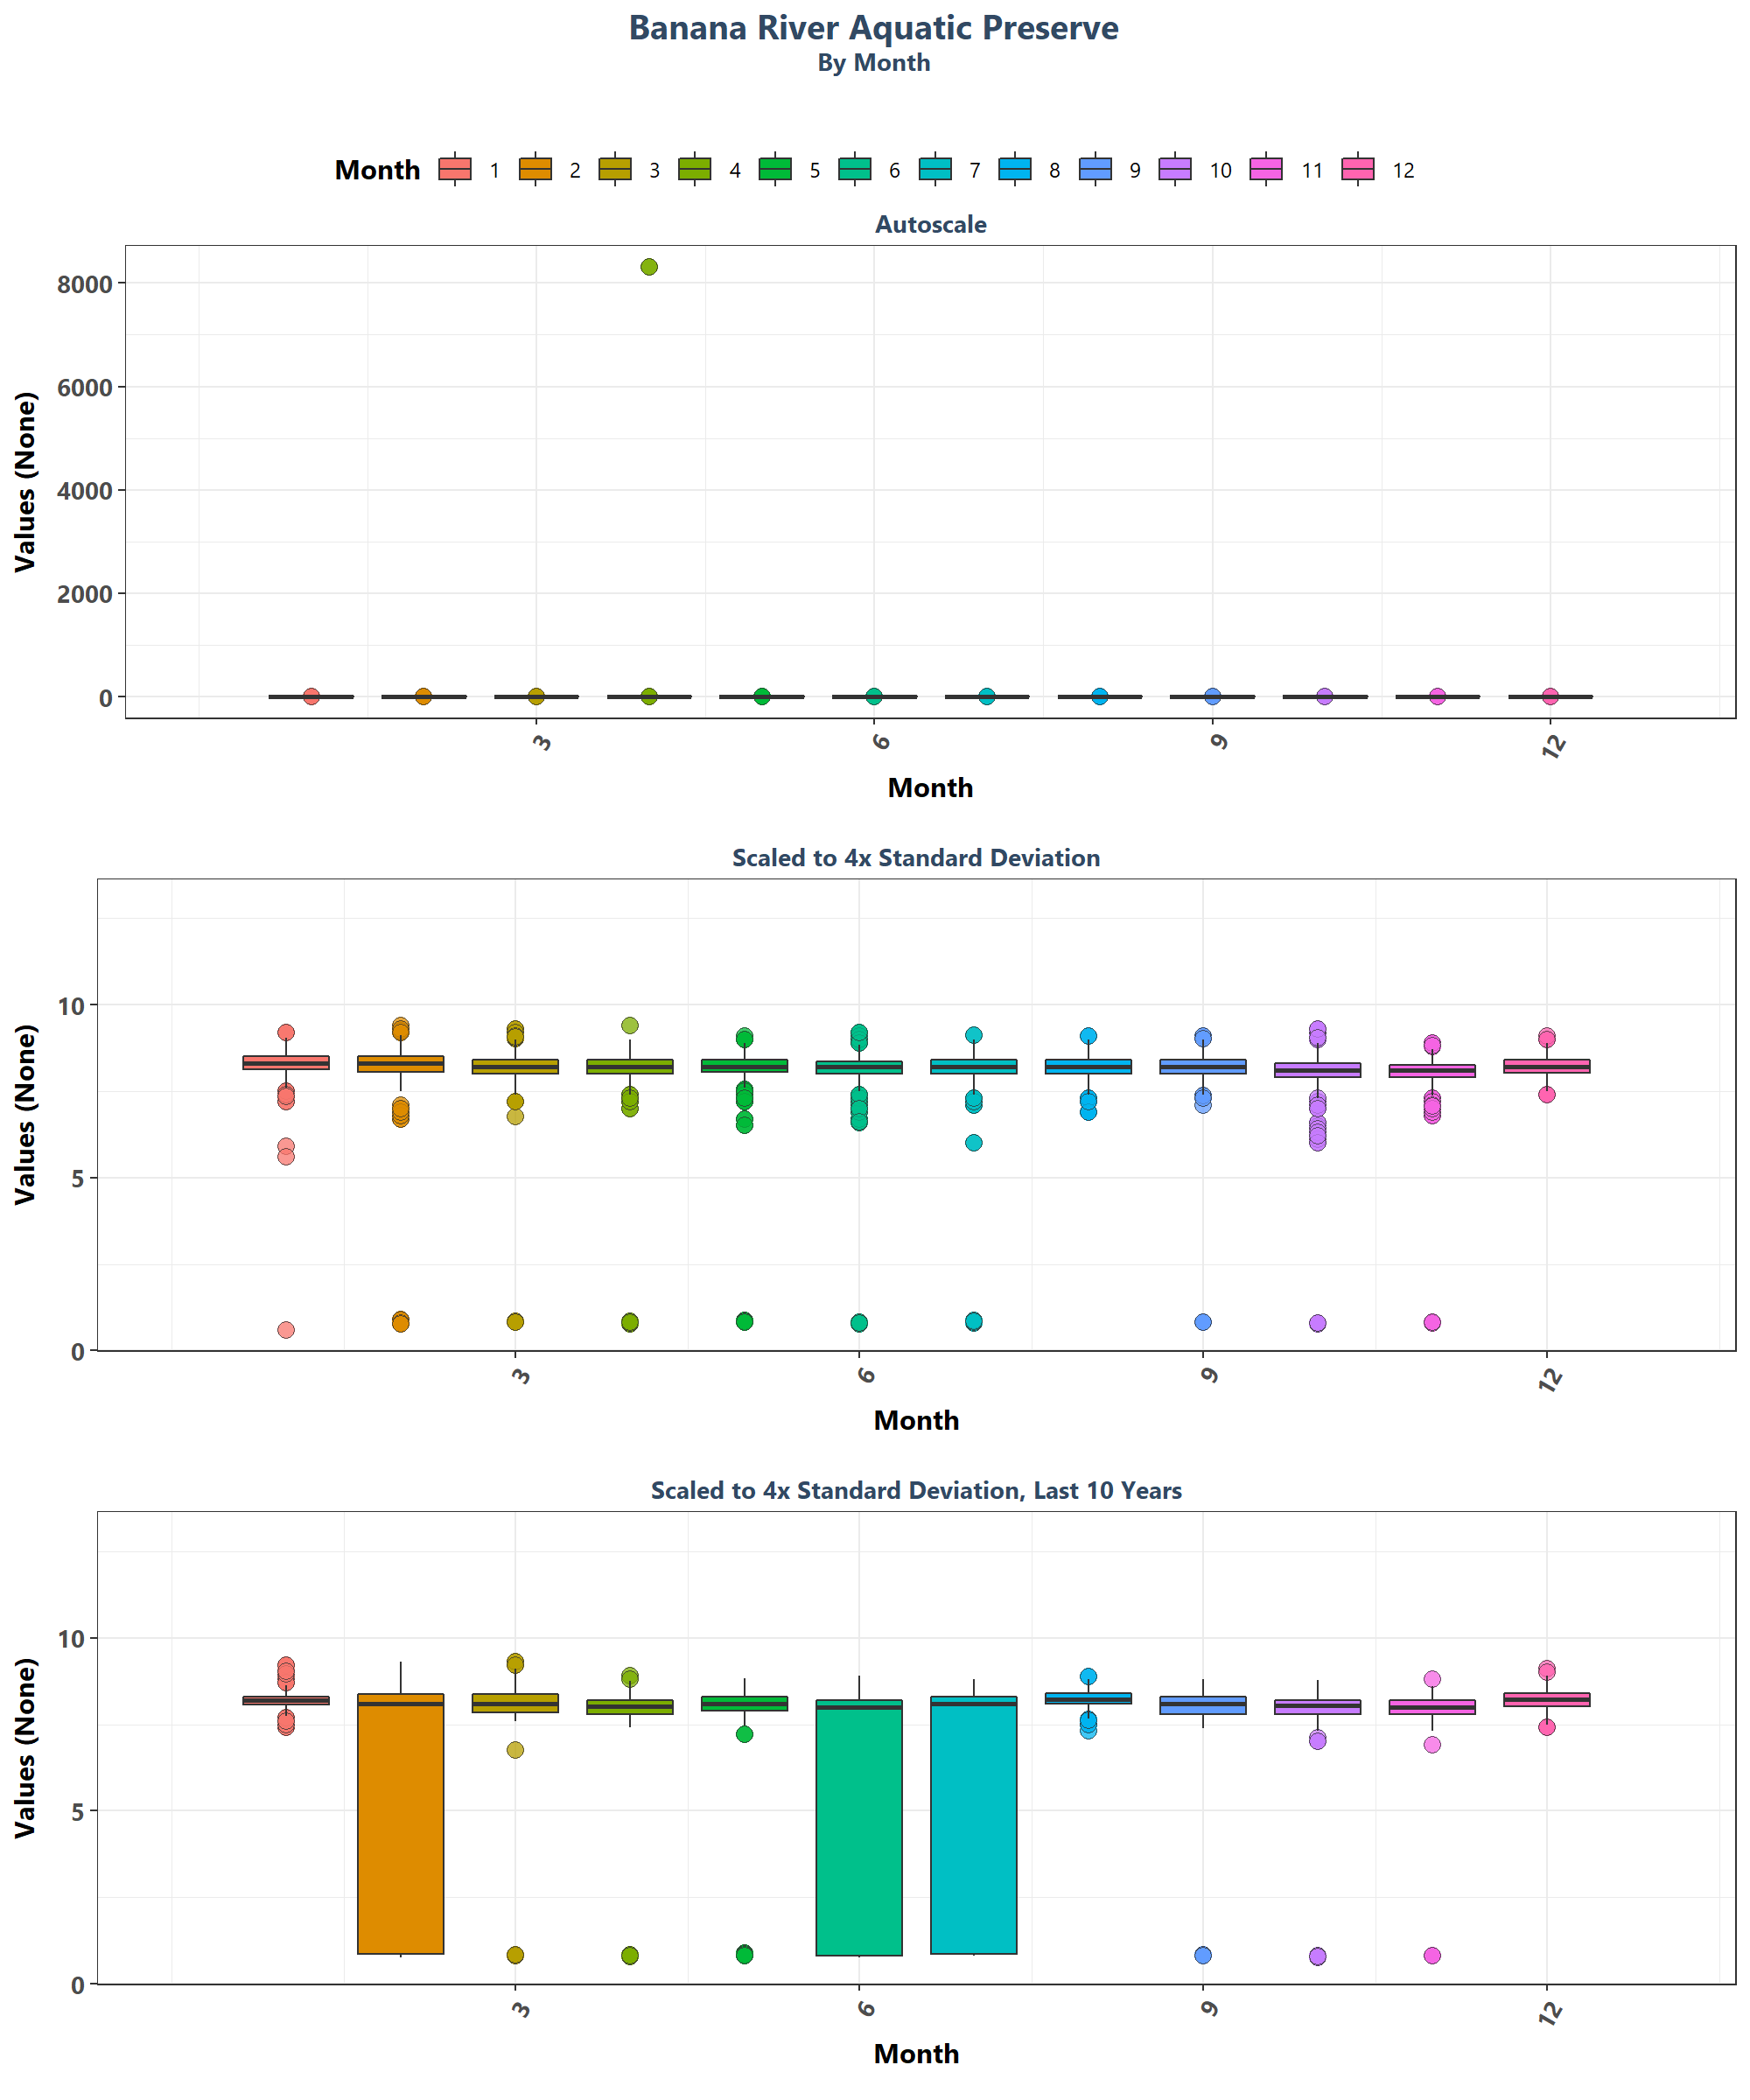 Banana River Aquatic Preserve
By Month
Month 1 2 3 4 5 6 7 8 9 10 11 12
Autoscale
Values (None)
8000
6000
4000
2000
0
3 6 9 12
Month
Scaled to 4x Standard Deviation
Values (None)
10
5
0
3 6 9 12
Month
Scaled to 4x Standard Deviation, Last 10 Years
Values (None)
10
5
0
3 6 9 12
Month